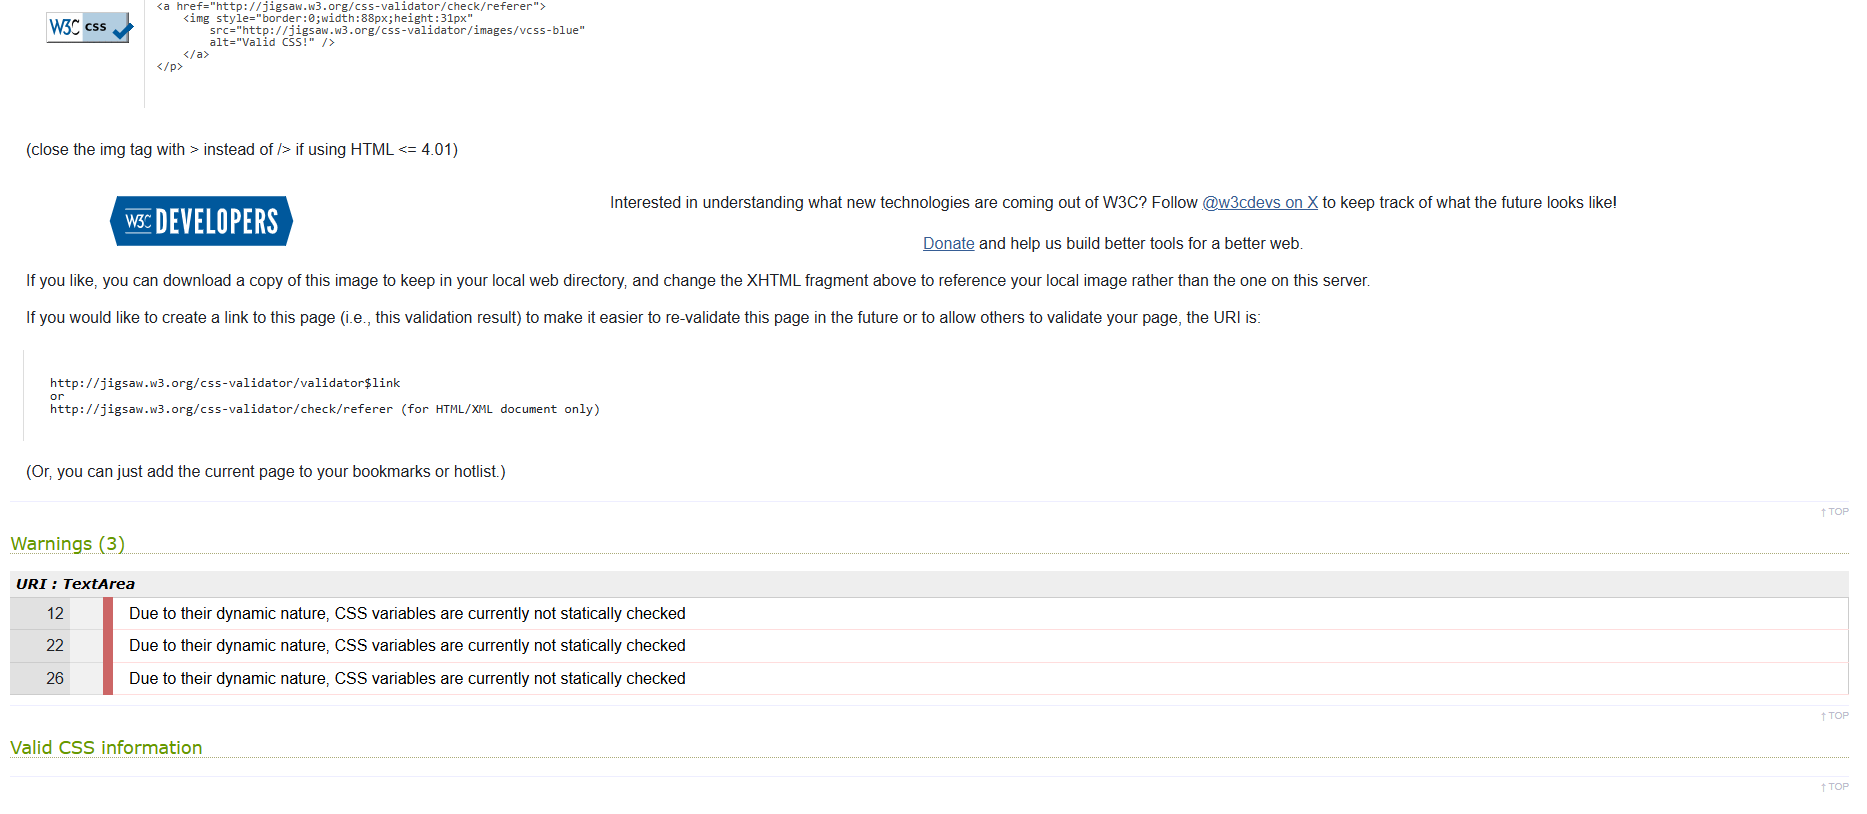 <a href="http://jigsaw.w3.org/css-validator/check/referer">
<img style="border:0;width:88px;height:31px"
src="http://jigsaw.w3.org/css-validator/images/vcss-blue"
alt="Valid CSS!" />
</a>
</p>
W3C css
(close the img tag with > instead of /> if using HTML <= 4.01)
W3C DEVELOPERS
Interested in understanding what new technologies are coming out of W3C? Follow @w3cdevs on X to keep track of what the future looks like!
Donate and help us build better tools for a better web.
If you like, you can download a copy of this image to keep in your local web directory, and change the XHTML fragment above to reference your local image rather than the one on this server.
If you would like to create a link to this page (i.e., this validation result) to make it easier to re-validate this page in the future or to allow others to validate your page, the URI is:
http://jigsaw.w3.org/css-validator/validator$link
or
http://jigsaw.w3.org/css-validator/check/referer (for HTML/XML document only)
(Or, you can just add the current page to your bookmarks or hotlist.)
↑ TOP
Warnings (3)
URI : TextArea
12 Due to their dynamic nature, CSS variables are currently not statically checked
22 Due to their dynamic nature, CSS variables are currently not statically checked
26 Due to their dynamic nature, CSS variables are currently not statically checked
↑ TOP
Valid CSS information
↑ TOP